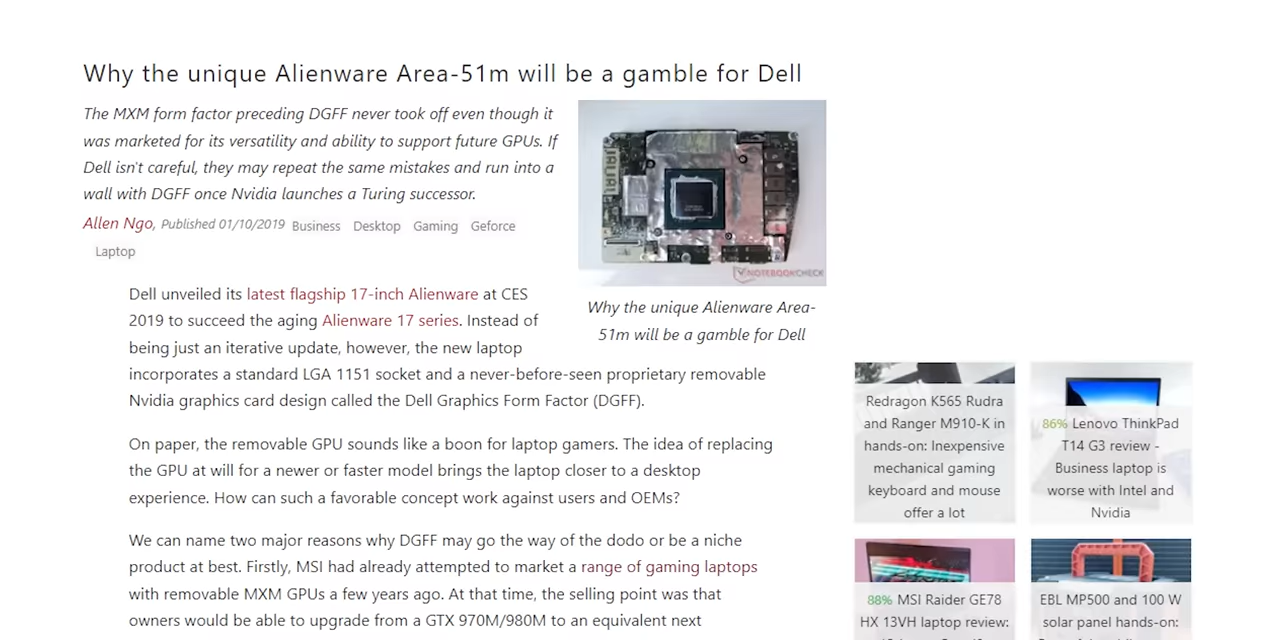 Why the unique Alienware Area-51m will be a gamble for Dell
The MXM form factor preceding DGFF never took off even though it
was marketed for its versatility and ability to support future GPUs. If
Dell isn't careful, they may repeat the same mistakes and run into a
wall with DGFF once Nvidia launches a Turing successor.
Allen Ngo, Published 01/10/2019 Business Desktop Gaming Geforce
Laptop
NOTEBOOKCHECK
Why the unique Alienware Area-
51m will be a gamble for Dell
Dell unveiled its latest flagship 17-inch Alienware at CES
2019 to succeed the aging Alienware 17 series. Instead of
being just an iterative update, however, the new laptop
incorporates a standard LGA 1151 socket and a never-before-seen proprietary removable
Nvidia graphics card design called the Dell Graphics Form Factor (DGFF).
On paper, the removable GPU sounds like a boon for laptop gamers. The idea of replacing
the GPU at will for a newer or faster model brings the laptop closer to a desktop
experience. How can such a favorable concept work against users and OEMs?
We can name two major reasons why DGFF may go the way of the dodo or be a niche
product at best. Firstly, MSI had already attempted to market a range of gaming laptops
with removable MXM GPUs a few years ago. At that time, the selling point was that
owners would be able to upgrade from a GTX 970M/980M to an equivalent next
Redragon K565 Rudra
and Ranger M910-K in
hands-on: Inexpensive
mechanical gaming
keyboard and mouse
offer a lot
86% Lenovo ThinkPad
T14 G3 review -
Business laptop is
worse with Intel and
Nvidia
88% MSI Raider GE78
HX 13VH laptop review:
EBL MP500 and 100 W
solar panel hands-on: